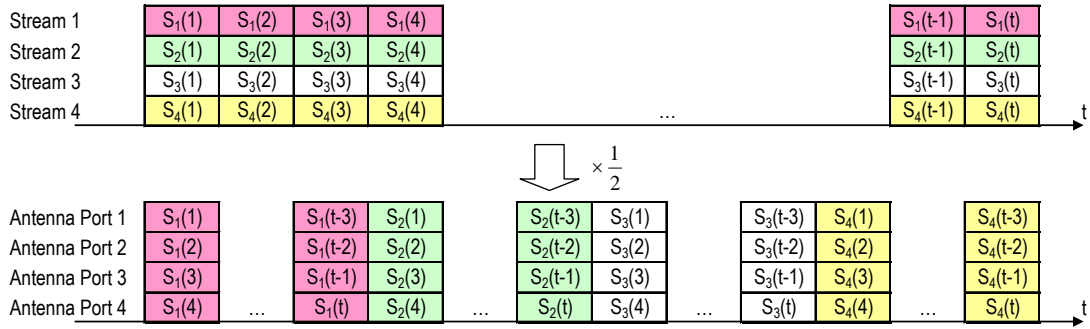 Stream 1 S₁(1) S₁(2) S₁(3) S₁(4) S₁(t-1) S₁(t)
Stream 2 S₂(1) S₂(2) S₂(3) S₂(4) S₂(t-1) S₂(t)
Stream 3 S₃(1) S₃(2) S₃(3) S₃(4) S₃(t-1) S₃(t)
Stream 4 S₄(1) S₄(2) S₄(3) S₄(4) ... S₄(t-1) S₄(t) t
× 1/2
Antenna Port 1 S₁(1) S₁(t-3) S₂(1) S₂(t-3) S₃(1) S₃(t-3) S₄(1) S₄(t-3)
Antenna Port 2 S₁(2) S₁(t-2) S₂(2) S₂(t-2) S₃(2) S₃(t-2) S₄(2) S₄(t-2)
Antenna Port 3 S₁(3) S₁(t-1) S₂(3) S₂(t-1) S₃(3) S₃(t-1) S₄(3) S₄(t-1)
Antenna Port 4 S₁(4) ... S₁(t) S₂(4) ... S₂(t) S₃(4) ... S₃(t) S₄(4) ... S₄(t) t